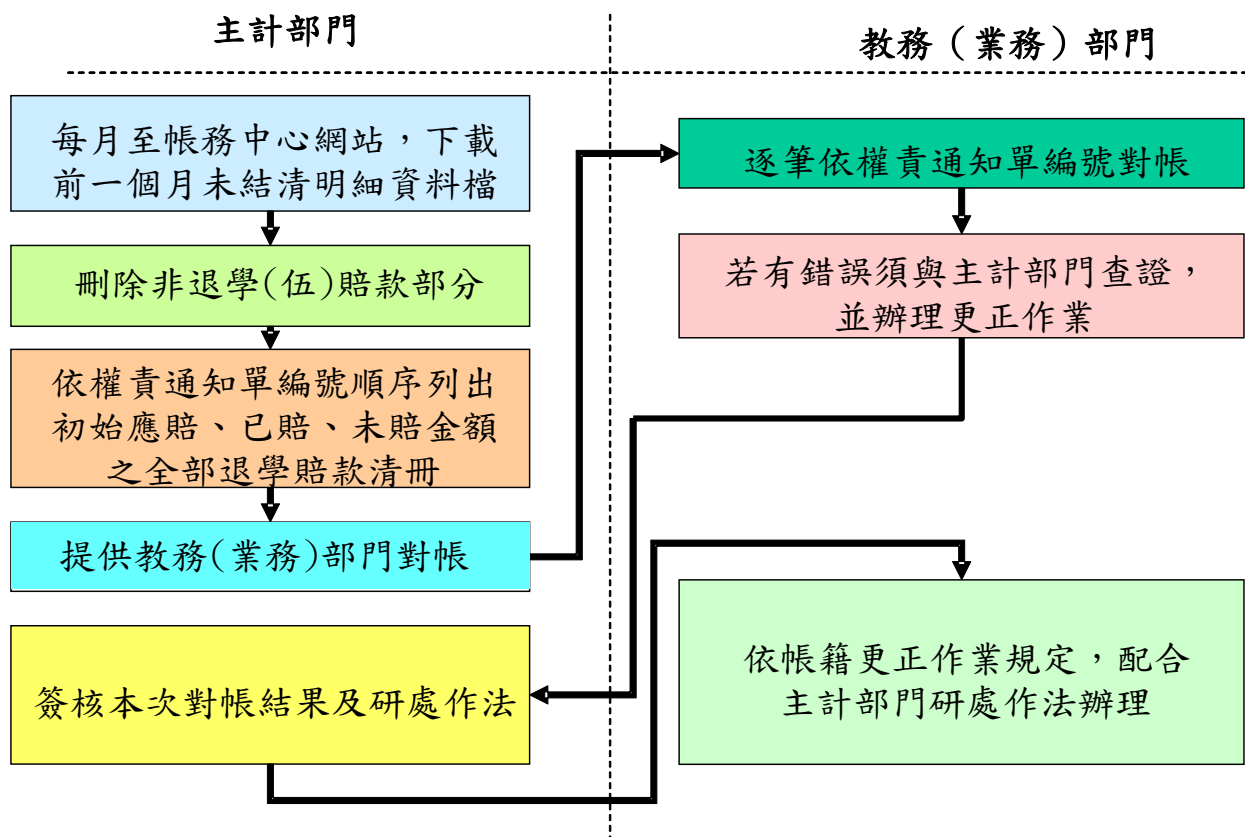 主計部門
教務（業務）部門
每月至帳務中心網站，下載
前一個月未結清明細資料檔
刪除非退學(伍)賠款部分
依權責通知單編號順序列出
初始應賠、已賠、未賠金額
之全部退學賠款清冊
提供教務(業務)部門對帳
簽核本次對帳結果及研處作法
逐筆依權責通知單編號對帳
若有錯誤須與主計部門查證，
並辦理更正作業
依帳籍更正作業規定，配合
主計部門研處作法辦理